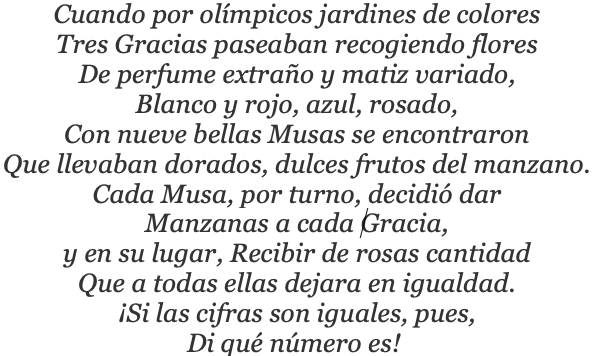 Cuando por olímpicos jardines de colores
Tres Gracias paseaban recogiendo flores
De perfume extraño y matiz variado,
Blanco y rojo, azul, rosado,
Con nueve bellas Musas se encontraron
Que llevaban dorados, dulces frutos del manzano.
Cada Musa, por turno, decidió dar
Manzanas a cada Gracia,
y en su lugar, Recibir de rosas cantidad
Que a todas ellas dejara en igualdad.
¡Si las cifras son iguales, pues,
Di qué número es!